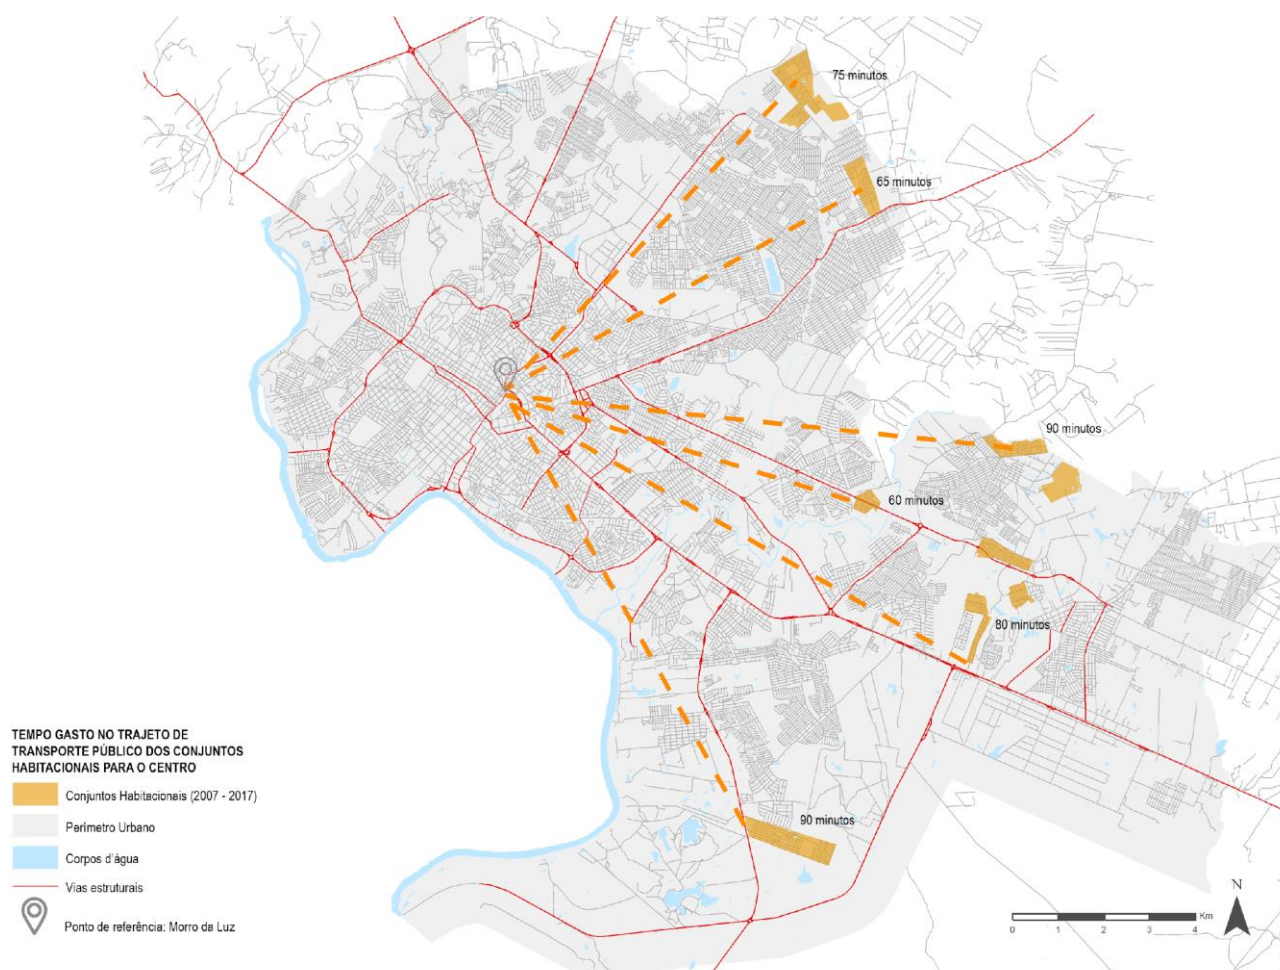 75 minutos
65 minutos
90 minutos
60 minutos
80 minutos
90 minutos
TEMPO GASTO NO TRAJETO DE
TRANSPORTE PÚBLICO DOS CONJUNTOS
HABITACIONAIS PARA O CENTRO
Conjuntos Habitacionais (2007 - 2017)
Perímetro Urbano
Corpos d'água
Vias estruturais
Ponto de referência: Morro da Luz
N
Km
0 1 2 3 4